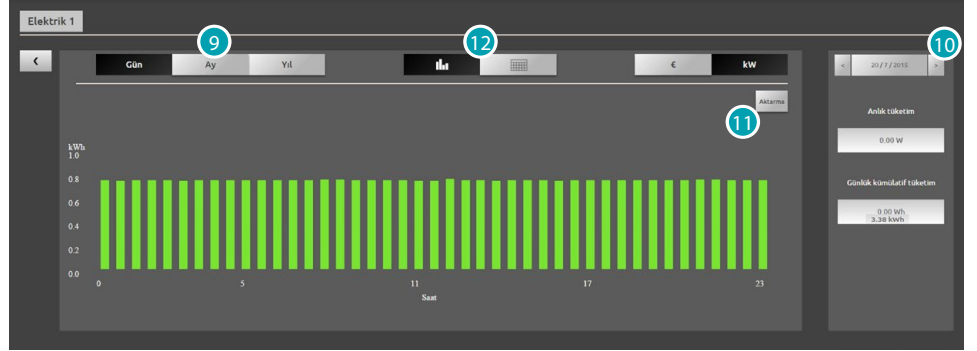 Elektrik 1
9
12
10
<
Gün Ay Yıl
€ kW
< 20/7/2015 >
Aktarma
11
Anlık tüketim
0.00 W
kWh
1.0
0.8
0.6
0.4
0.2
0.0
0 5 11 17 23
Saat
Günlük kümülatif tüketim
0.00 Wh
3.38 kWh